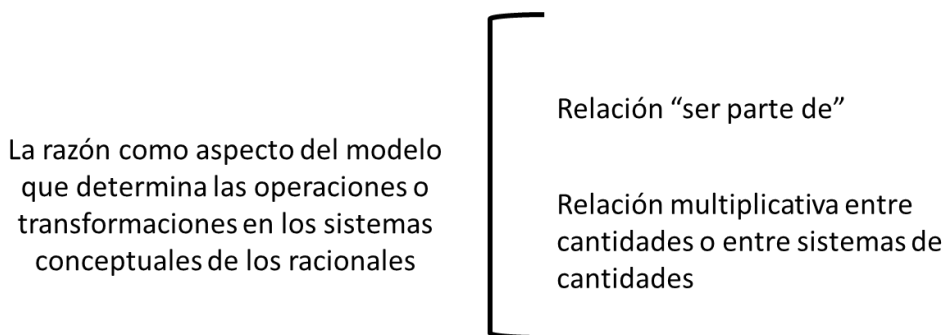 La razón como aspecto del modelo
que determina las operaciones o
transformaciones en los sistemas
conceptuales de los racionales
Relación “ser parte de”
Relación multiplicativa entre
cantidades o entre sistemas de
cantidades